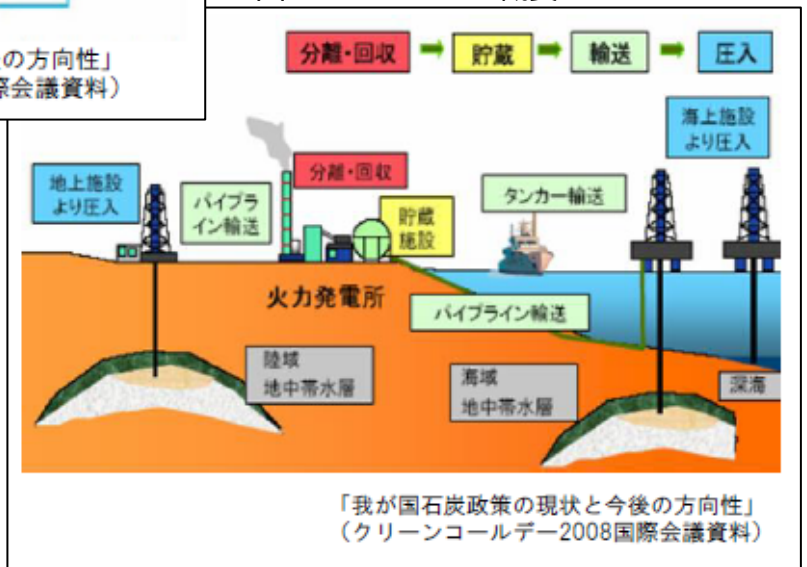 の方向性」
会議資料）
分離・回収
貯蔵
輸送
圧入
海上施設
より圧入
分離・回収
地上施設
より圧入
パイプラ
イン輸送
タンカー輸送
貯蔵
施設
火力発電所
パイプライン輸送
陸域
地中帯水層
海域
地中帯水層
深海
「我が国石炭政策の現状と今後の方向性」
（クリーンコールデー2008国際会議資料）